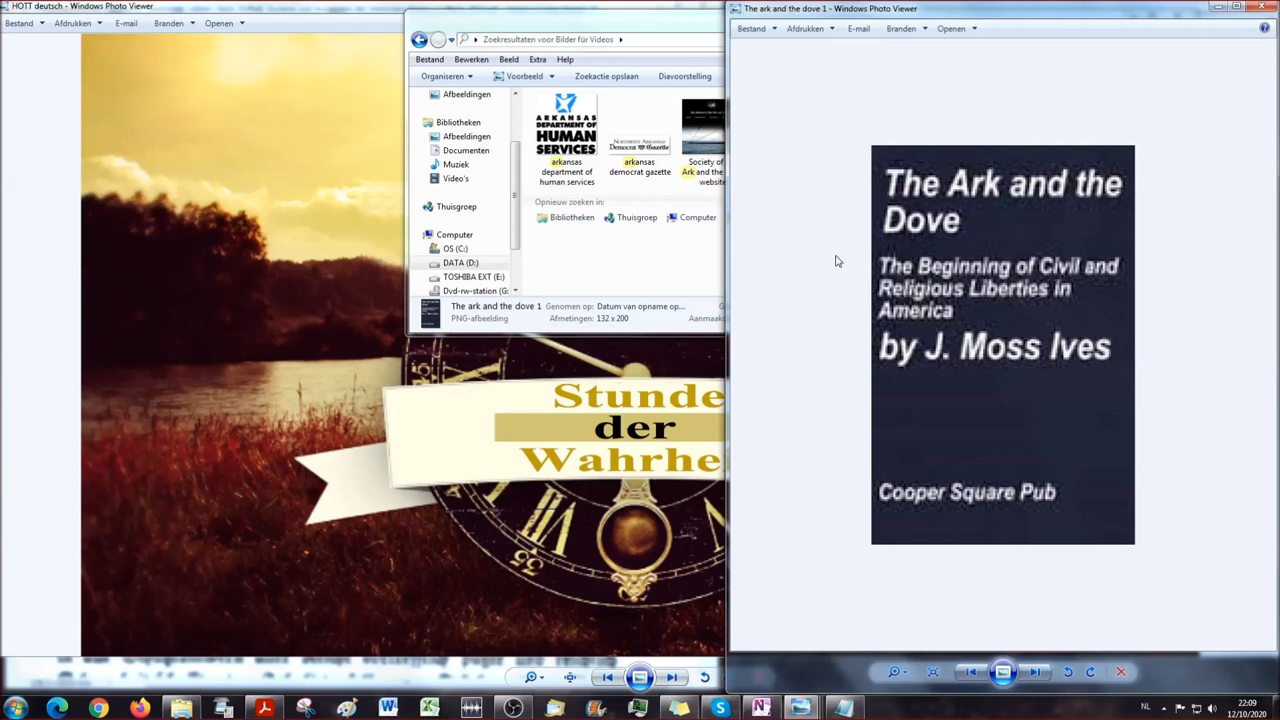 HOTT deutsch - Windows Photo Viewer
Bestand Afdrukken E-mail Branden Openen
Zoekresultaten voor Bilder für Videos
Bestand Bewerken Beeld Extra Help
Organiseren Voorbeeld Zoekactie opslaan Diavoorstelling
Afbeeldingen
Bibliotheken
Afbeeldingen
Documenten
Muziek
Video's
Thuisgroep
Computer
OS (C:)
DATA (D:)
TOSHIBA EXT (E:)
Dvd-rw-station (G:
ARKANSAS
DEPARTMENT OF
HUMAN
SERVICES
arkansas
department of
human services
Northwest Arkansas
Democrat Gazette
arkansas
democrat gazette
Society of
Ark and the
website
Opnieuw zoeken in:
Bibliotheken Thuisgroep Computer
The ark and the dove 1 Genomen op: Datum van opname op...
PNG-afbeelding Afmetingen: 132 x 200 Aanmaak
Stunde
der
Wahrhe
The ark and the dove 1 - Windows Photo Viewer
Bestand Afdrukken E-mail Branden Openen
The Ark and the
Dove
The Beginning of Civil and
Religious Liberties in
America
by J. Moss Ives
Cooper Square Pub
NL
22:09
12/10/2020